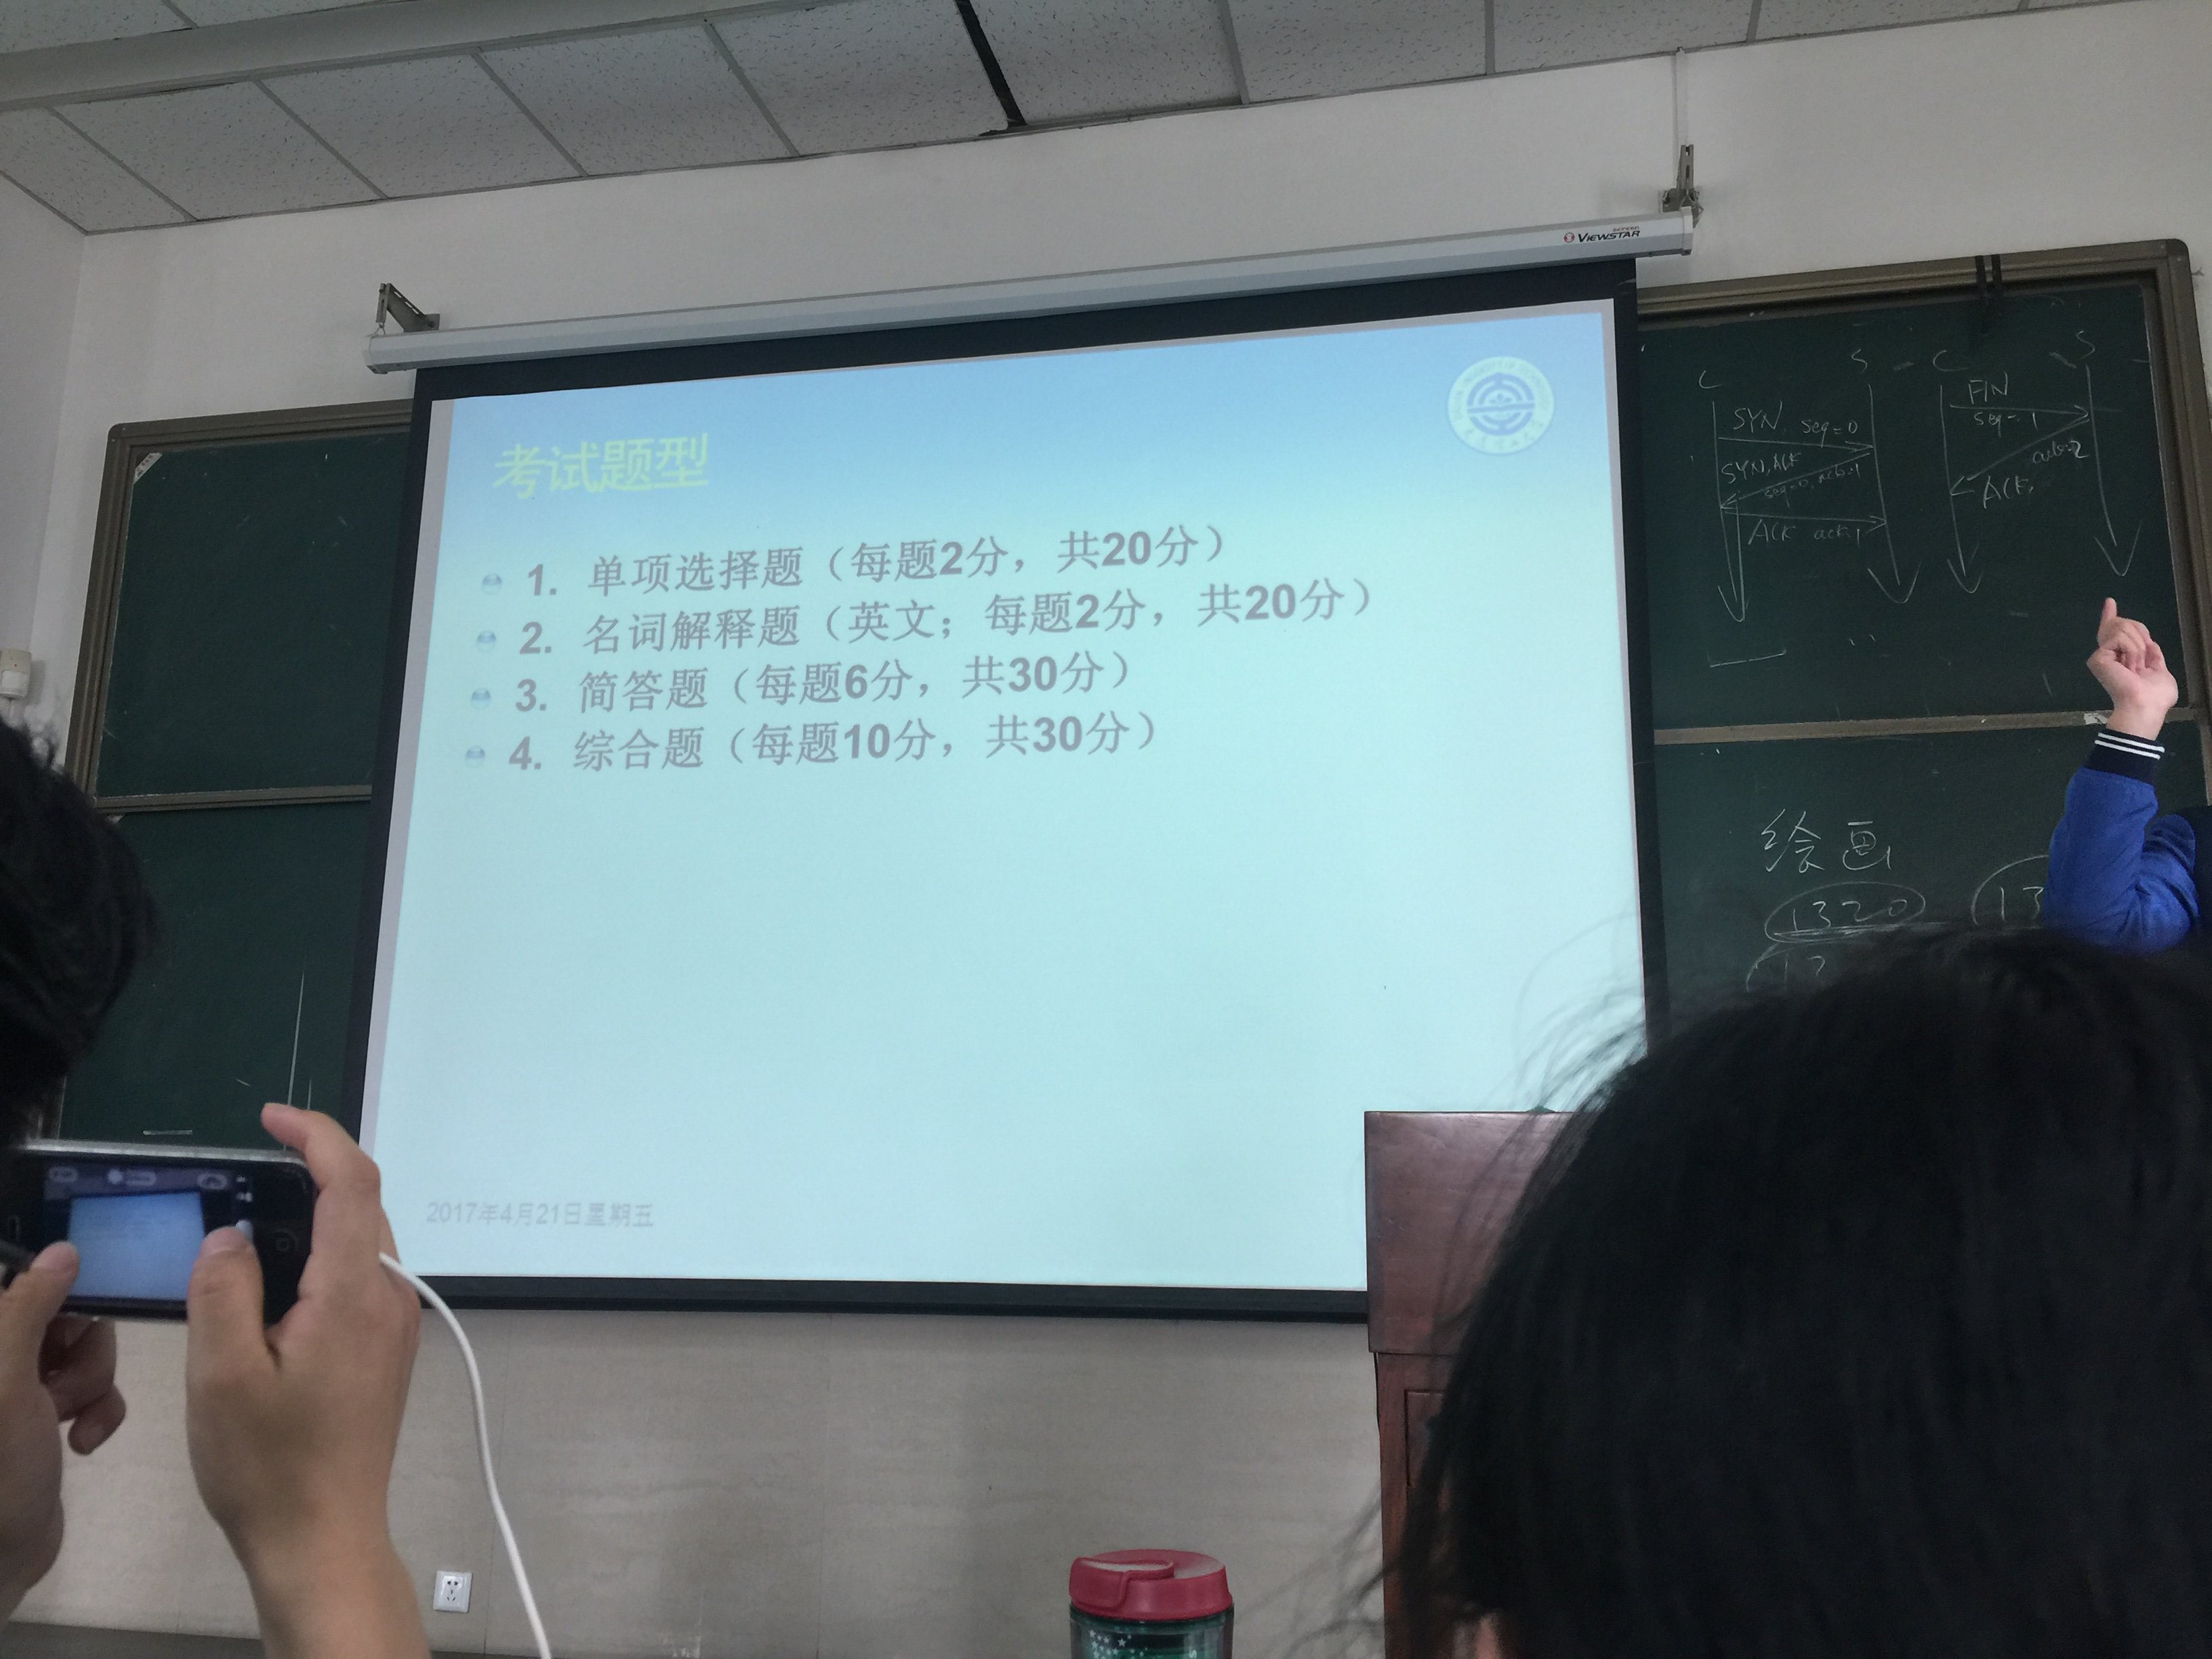 VIEWSTAR
考试题型
1. 单项选择题（每题2分，共20分）
2. 名词解释题（英文；每题2分，共20分）
3. 简答题（每题6分，共30分）
4. 综合题（每题10分，共30分）
2017年4月21日星期五
C S C S
SYN, seq=0
SYN, ACK
seq=0, ack=1
ACK ack=1
FIN
seq=1
ack=2
ACK,
绘画
1320
13